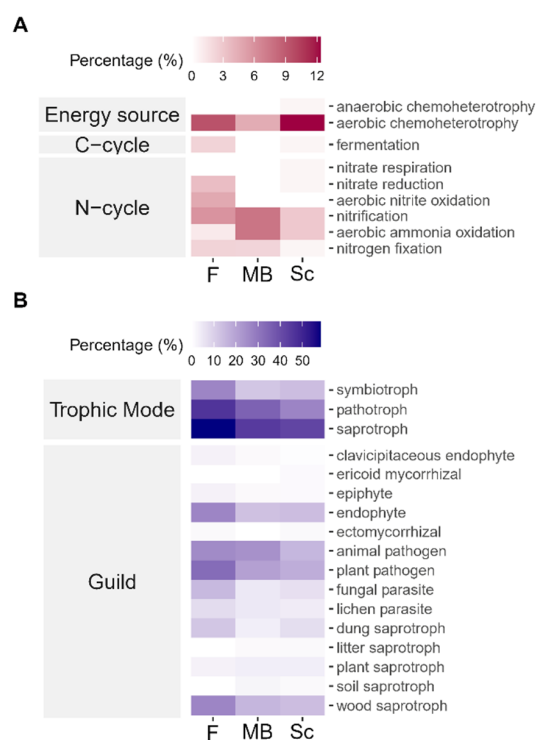 A
Percentage (%)
0 3 6 9 12
Energy source
anaerobic chemoheterotrophy
aerobic chemoheterotrophy
C−cycle
fermentation
N−cycle
nitrate respiration
nitrate reduction
aerobic nitrite oxidation
nitrification
aerobic ammonia oxidation
nitrogen fixation
F MB Sc
B
Percentage (%)
0 10 20 30 40 50
Trophic Mode
symbiotroph
pathotroph
saprotroph
Guild
clavicipitaceous endophyte
ericoid mycorrhizal
epiphyte
endophyte
ectomycorrhizal
animal pathogen
plant pathogen
fungal parasite
lichen parasite
dung saprotroph
litter saprotroph
plant saprotroph
soil saprotroph
wood saprotroph
F MB Sc